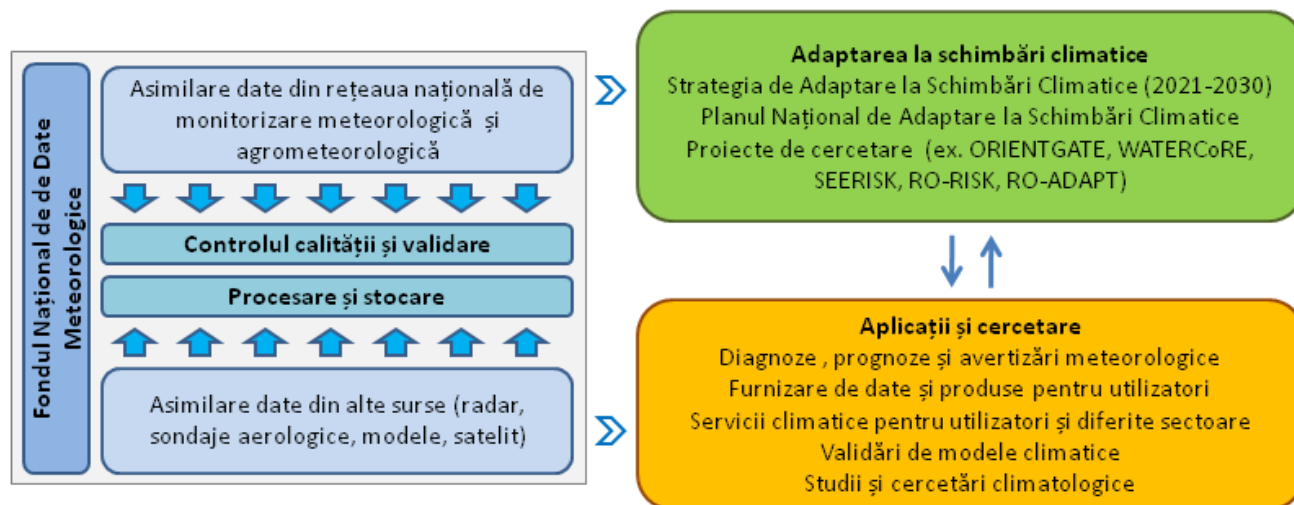 Fondul Național de Date
Meteorologice
Asimilare date din rețeaua națională de
monitorizare meteorologică și
agrometeorologică
Controlul calității și validare
Procesare și stocare
Asimilare date din alte surse (radar,
sondaje aerologice, modele, satelit)
Adaptarea la schimbări climatice
Strategia de Adaptare la Schimbări Climatice (2021-2030)
Planul Național de Adaptare la Schimbări Climatice
Proiecte de cercetare (ex. ORIENTGATE, WATERCoRE,
SEERISK, RO-RISK, RO-ADAPT)
Aplicații și cercetare
Diagnoze , prognoze și avertizări meteorologice
Furnizare de date și produse pentru utilizatori
Servicii climatice pentru utilizatori și diferite sectoare
Validări de modele climatice
Studii și cercetări climatologice